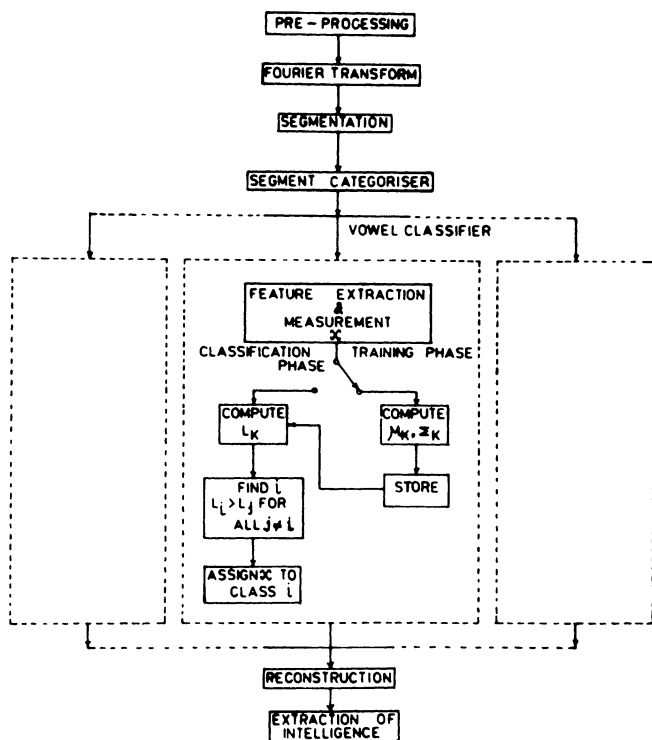 PRE - PROCESSING
FOURIER TRANSFORM
SEGMENTATION
SEGMENT CATEGORISER
VOWEL CLASSIFIER
FEATURE EXTRACTION
&
MEASUREMENT
x
CLASSIFICATION
PHASE
TRAINING PHASE
COMPUTE
L_K
COMPUTE
μ_K, Σ_K
FIND i
L_i > L_j FOR
ALL j ≠ i
STORE
ASSIGN x TO
CLASS i
RECONSTRUCTION
EXTRACTION OF
INTELLIGENCE